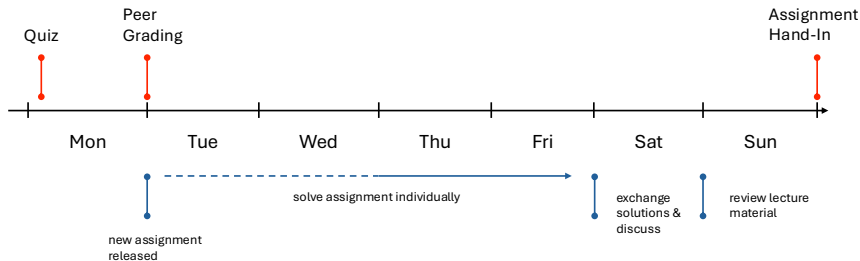 Quiz
Peer
Grading
Assignment
Hand-In
Mon
Tue
Wed
Thu
Fri
Sat
Sun
solve assignment individually
exchange
solutions &
discuss
review lecture
material
new assignment
released